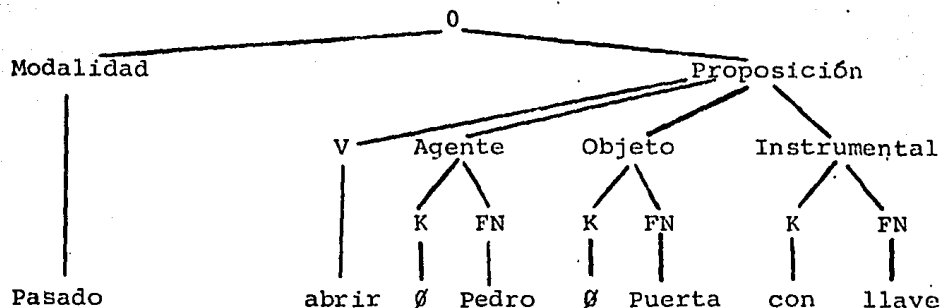 O
Modalidad Proposición
V Agente Objeto Instrumental
K FN K FN K FN
Pasado abrir Ø Pedro Ø Puerta con llave